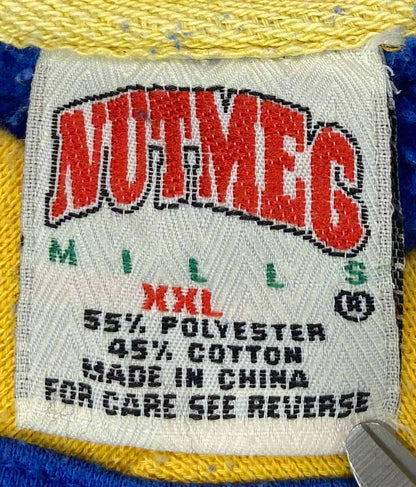 NUTMEG
MILLS
XXL ®
55% POLYESTER
45% COTTON
MADE IN CHINA
FOR CARE SEE REVERSE